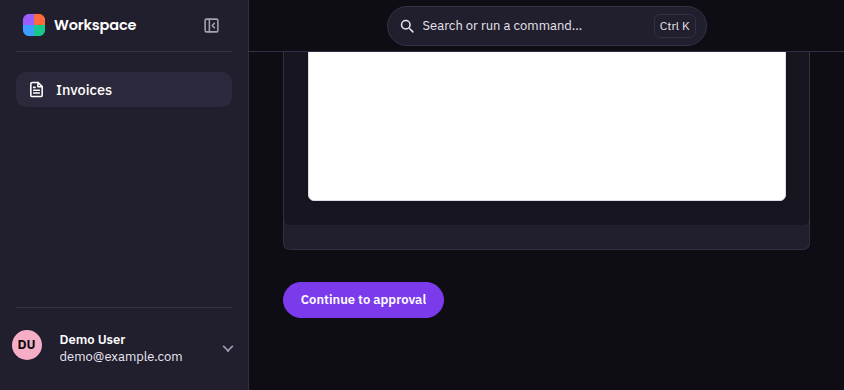 Workspace
Search or run a command...
Ctrl K
Invoices
Continue to approval
DU
Demo User
demo@example.com